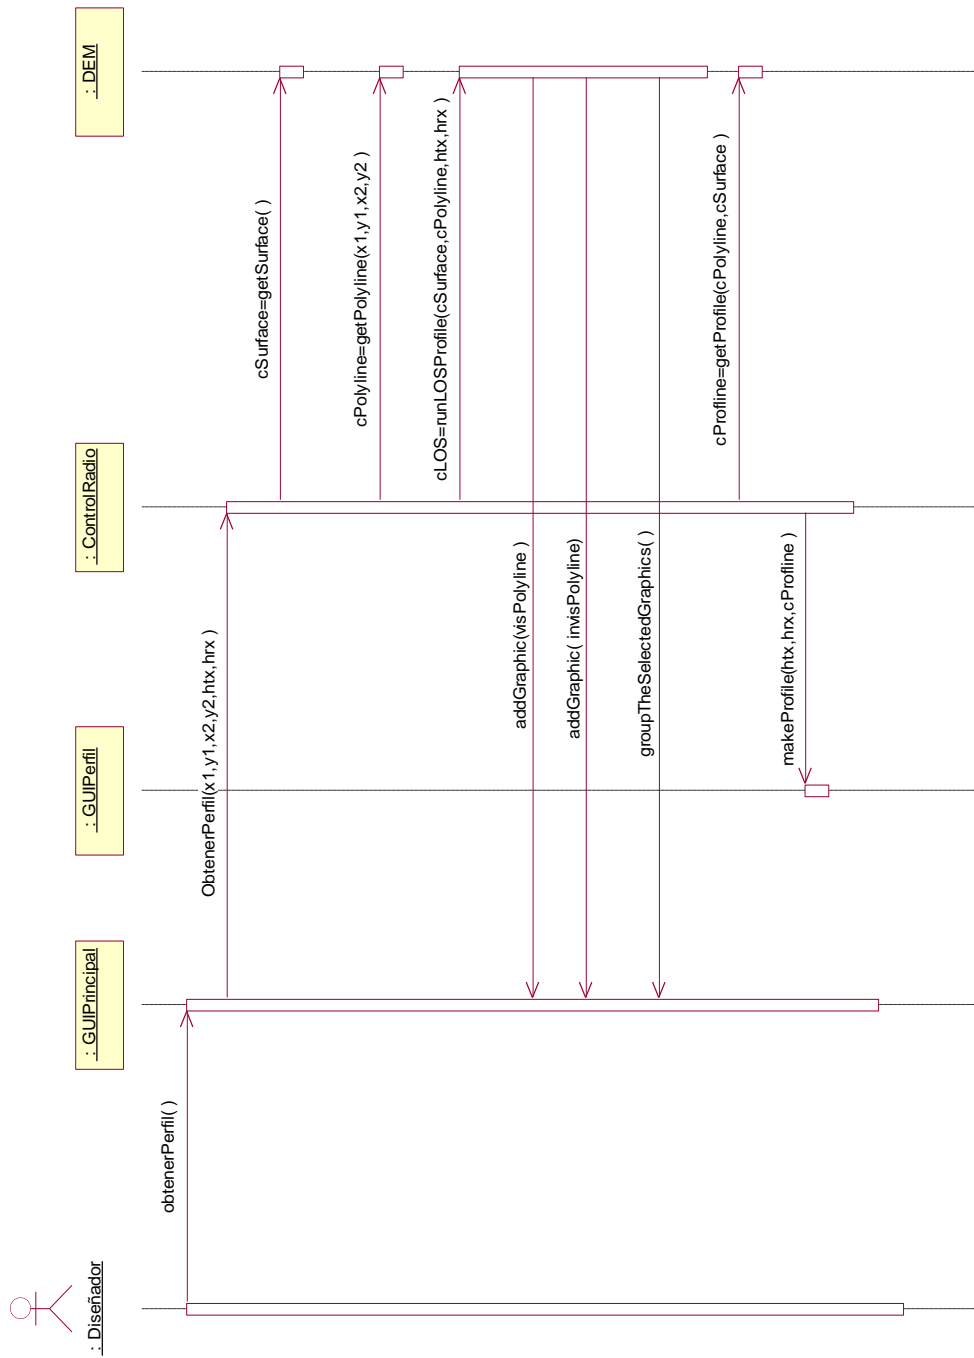 : Diseñador
: GUIPrincipal
: GUIPerfil
: ControlRadio
: DEM
obtenerPerfil( )
ObtenerPerfil(x1,y1,x2,y2,htx,hrx )
cSurface=getSurface( )
cPolyline=getPolyline(x1,y1,x2,y2 )
cLOS=runLOSProfile(cSurface,cPolyline,htx,hrx )
addGraphic(visPolyline )
addGraphic( invisPolyline)
groupTheSelectedGraphics( )
cProfline=getProfile(cPolyline,cSurface )
makeProfile(htx,hrx,cProfline )